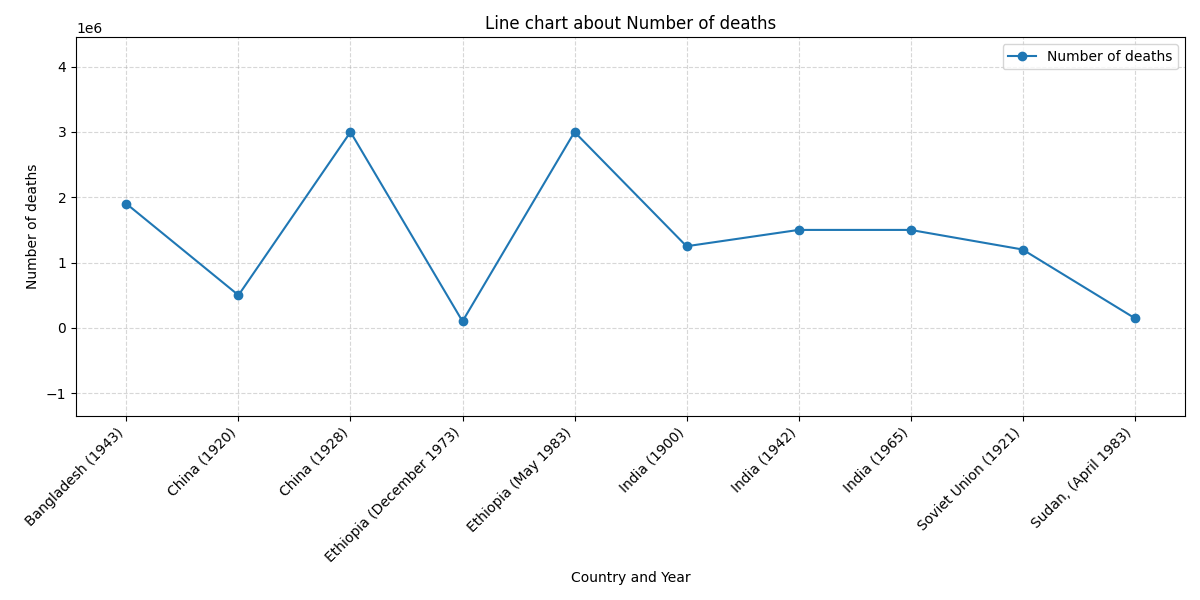 Line chart about Number of deaths
1e6
Number of deaths
4
3
2
1
0
−1
Number of deaths
Bangladesh (1943)
China (1920)
China (1928)
Ethiopia (December 1973)
Ethiopia (May 1983)
India (1900)
India (1942)
India (1965)
Soviet Union (1921)
Sudan, (April 1983)
Country and Year